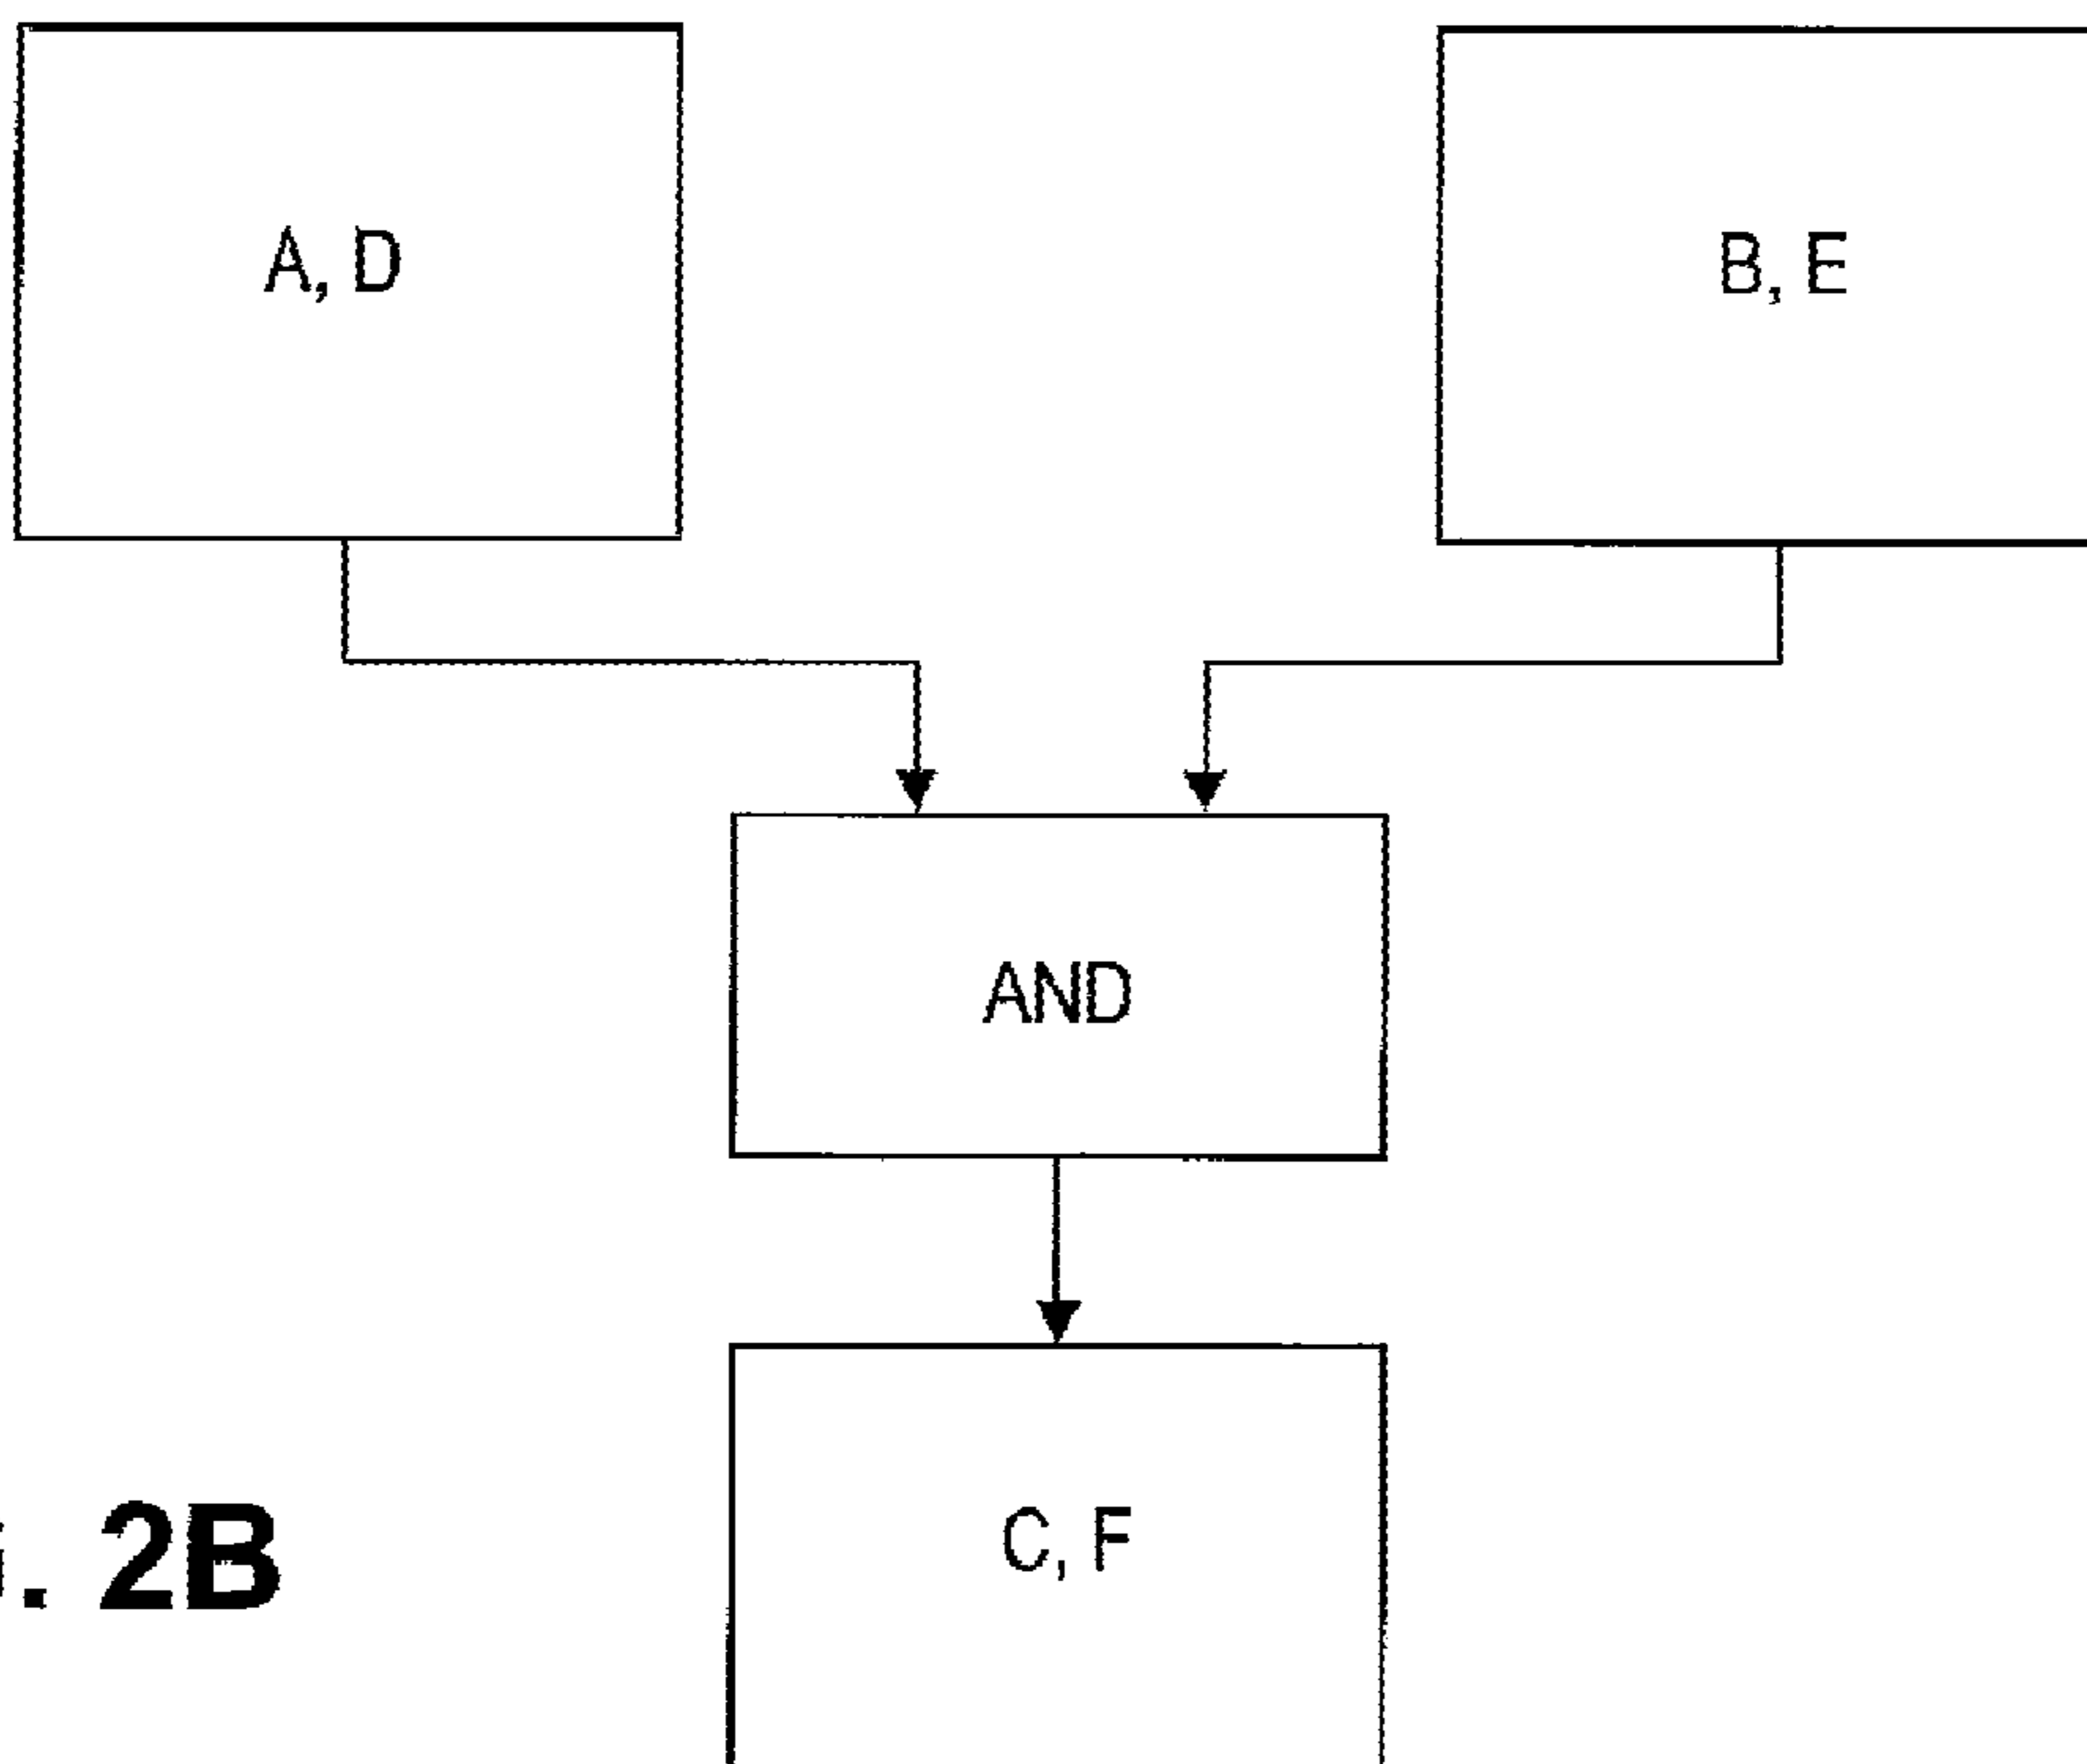 A, D
B, E
AND
C, F
. 2B